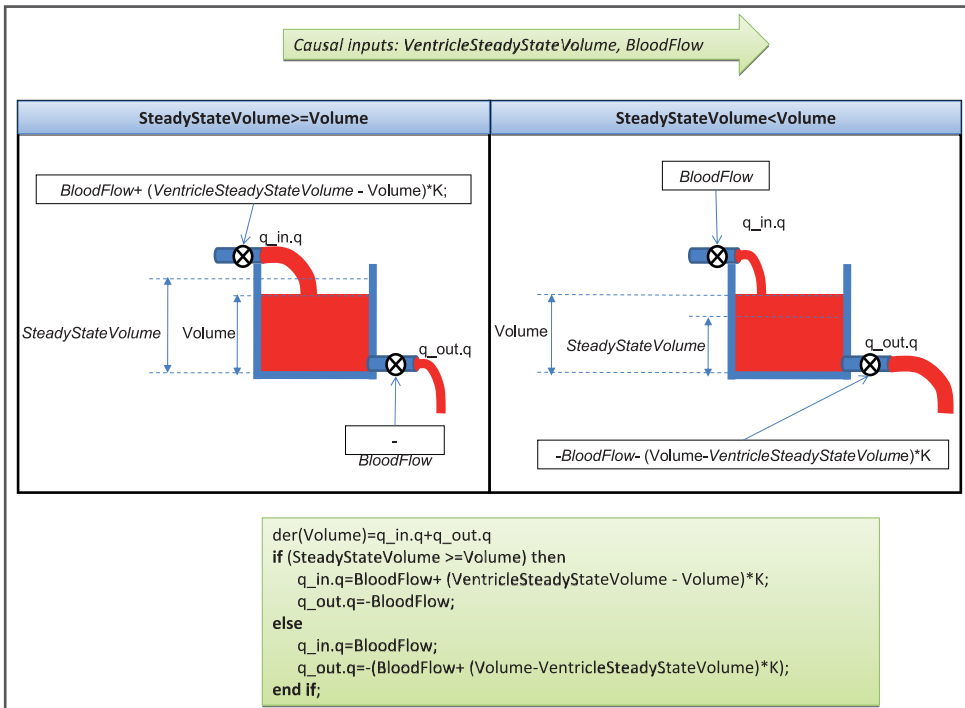 Causal inputs: VentricleSteadyStateVolume, BloodFlow
SteadyStateVolume>=Volume
SteadyStateVolume<Volume
BloodFlow+ (VentricleSteadyStateVolume - Volume)*K;
q_in.q
SteadyStateVolume
Volume
q_out.q
-
BloodFlow
BloodFlow
q_in.q
Volume
SteadyStateVolume
q_out.q
-BloodFlow- (Volume-VentricleSteadyStateVolume)*K
der(Volume)=q_in.q+q_out.q
if (SteadyStateVolume >=Volume) then
q_in.q=BloodFlow+ (VentricleSteadyStateVolume - Volume)*K;
q_out.q=-BloodFlow;
else
q_in.q=BloodFlow;
q_out.q=-(BloodFlow+ (Volume-VentricleSteadyStateVolume)*K);
end if;